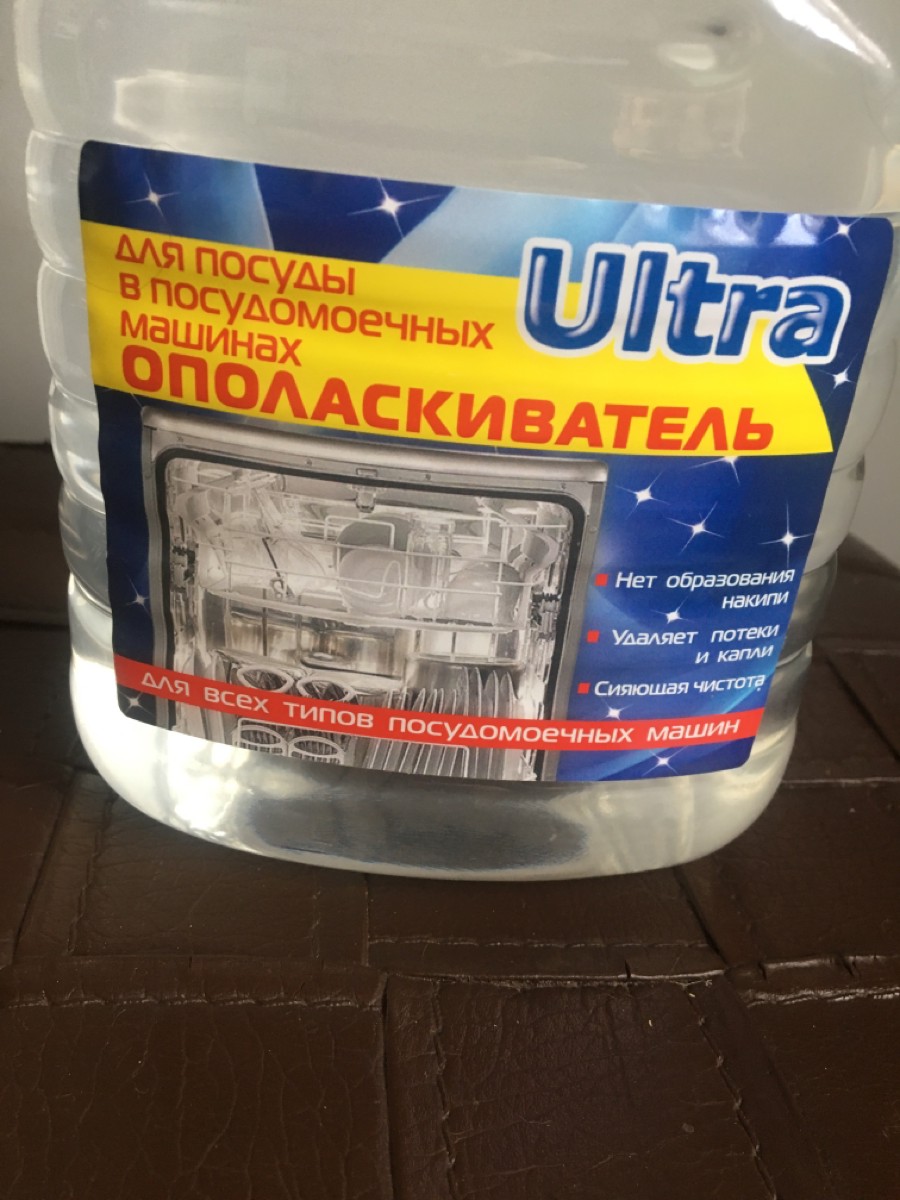 для посуды
в посудомоечных
машинах
ОПОЛАСКИВАТЕЛЬ
Ultra
Нет образования
накипи
Удаляет потеки
и капли
Сияющая чистота
для всех типов посудомоечных машин